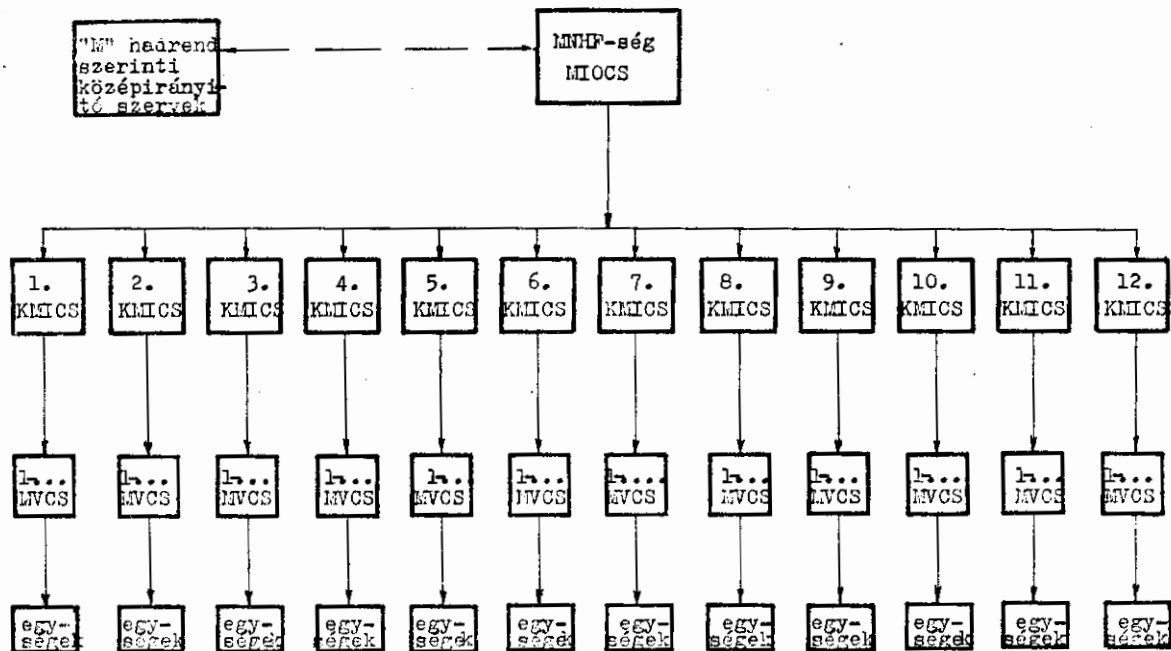 "M" hadrend
szerinti
középirányí-
tó szervek
MNHF-ség
MIOCS
1.
KMICS
2.
KMICS
3.
KMICS
4.
KMICS
5.
KMICS
6.
KMICS
7.
KMICS
8.
KMICS
9.
KMICS
10.
KMICS
11.
KMICS
12.
KMICS
1-...
MVCS
1-...
MVCS
1-...
MVCS
1-...
MVCS
1-...
MVCS
1-...
MVCS
1-...
MVCS
1-...
MVCS
1-...
MVCS
1-...
MVCS
1-...
MVCS
1-...
MVCS
egy-
ségek
egy-
ségek
egy-
ségek
egy-
ségek
egy-
ségek
egy-
ségek
egy-
ségek
egy-
ségek
egy-
ségek
egy-
ségek
egy-
ségek
egy-
ségek